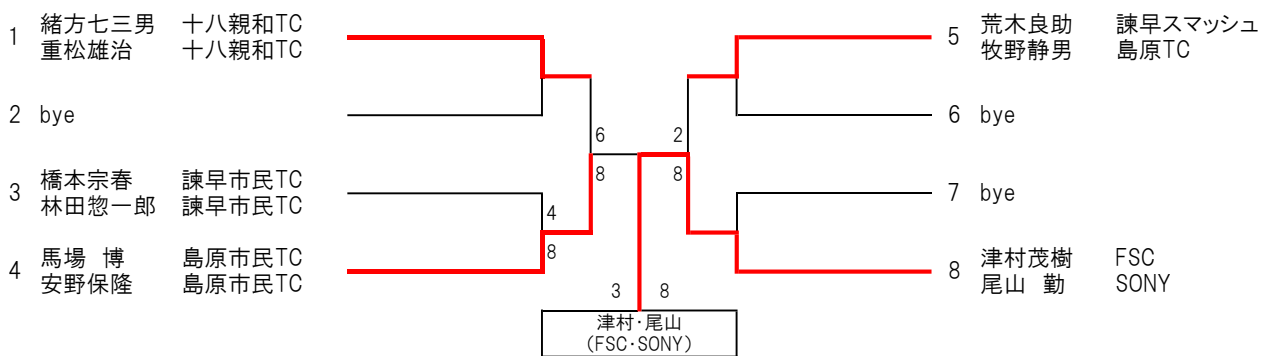 1 緒方七三男 十八親和TC
重松雄治 十八親和TC
2 bye
3 橋本宗春 諫早市民TC
林田惣一郎 諫早市民TC
4 馬場 博 島原市民TC
安野保隆 島原市民TC
6
8
4
8
2
8
5 荒木良助 諫早スマッシュ
牧野静男 島原TC
6 bye
7 bye
8 津村茂樹 FSC
尾山 勤 SONY
3 8
津村・尾山
(FSC・SONY)